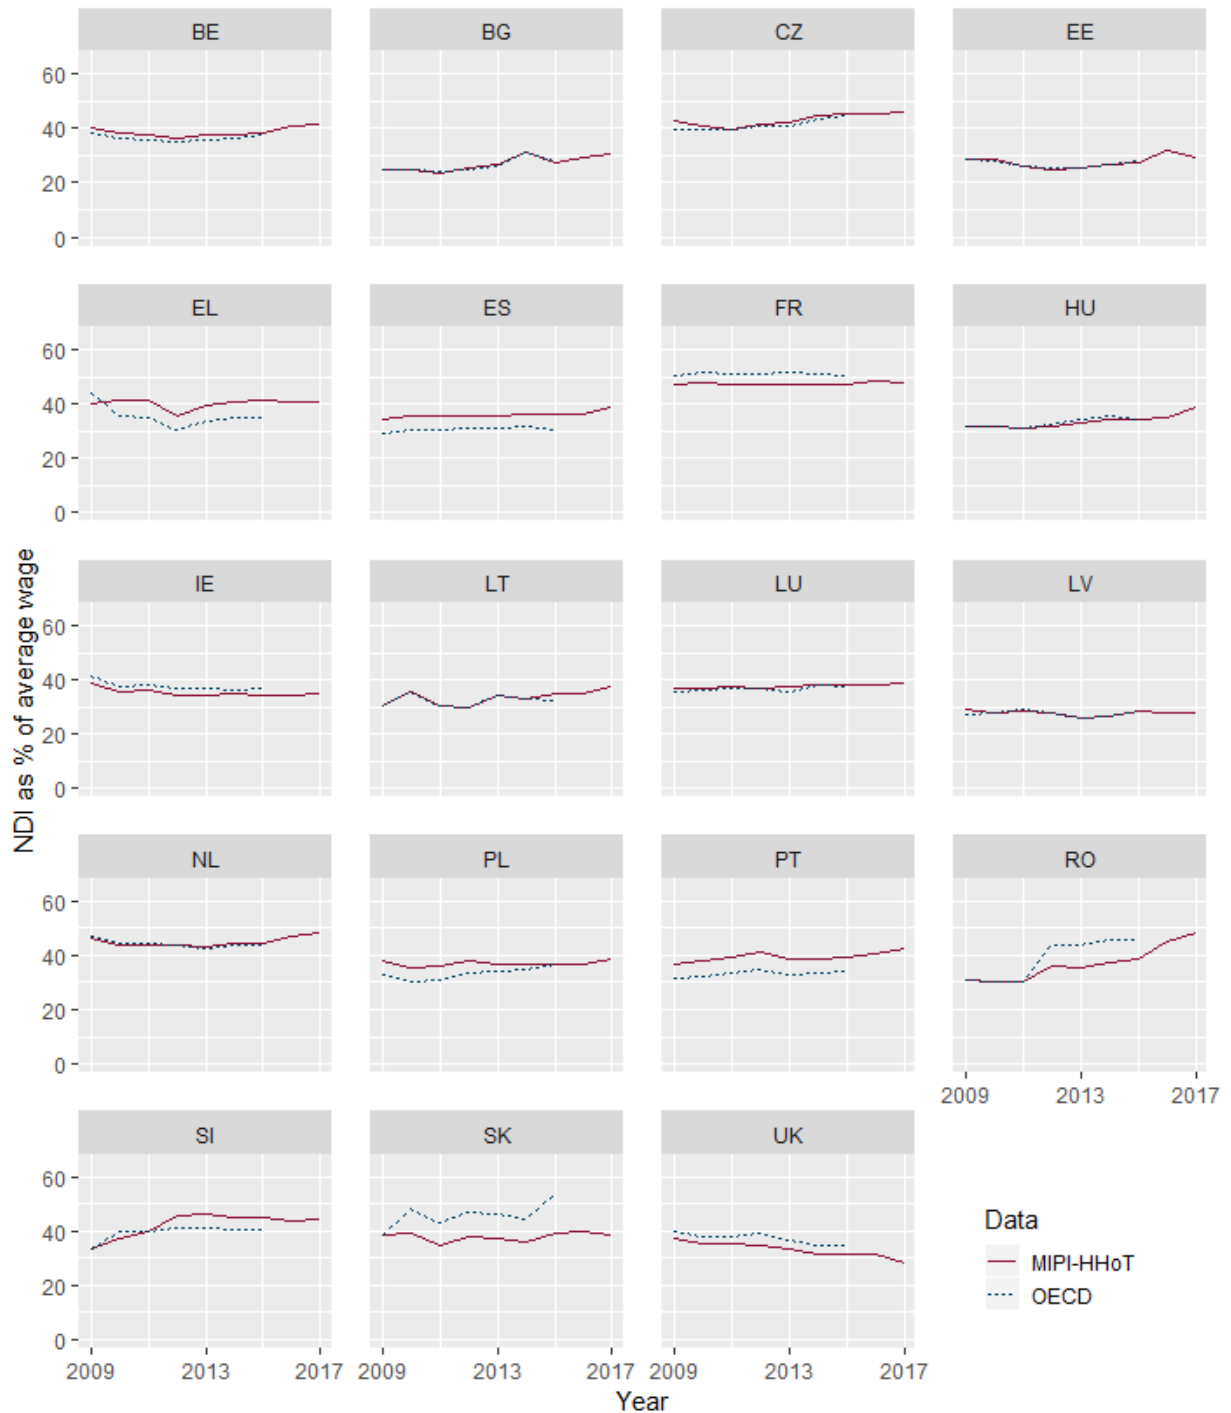 BE BG CZ EE
60
40
20
0
EL ES FR HU
60
40
20
0
IE LT LU LV
60
40
20
0
NDI as % of average wage
NL PL PT RO
60
40
20
0
2009 2013 2017
SI SK UK
60
40
20
0
2009 2013 2017 2009 2013 2017 2009 2013 2017
Year
Data
MIPI-HHoT
OECD